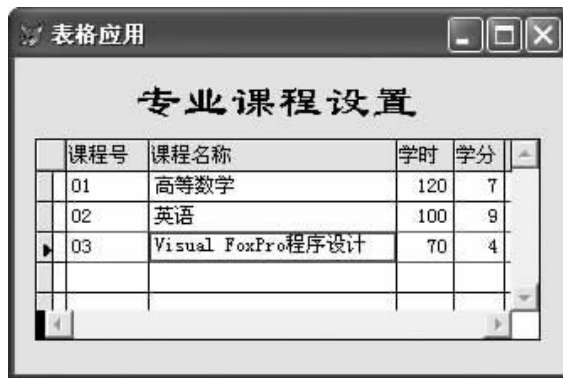 表格应用
专业课程设置
课程号 课程名称 学时 学分
01 高等数学 120 7
02 英语 100 9
03 Visual FoxPro程序设计 70 4